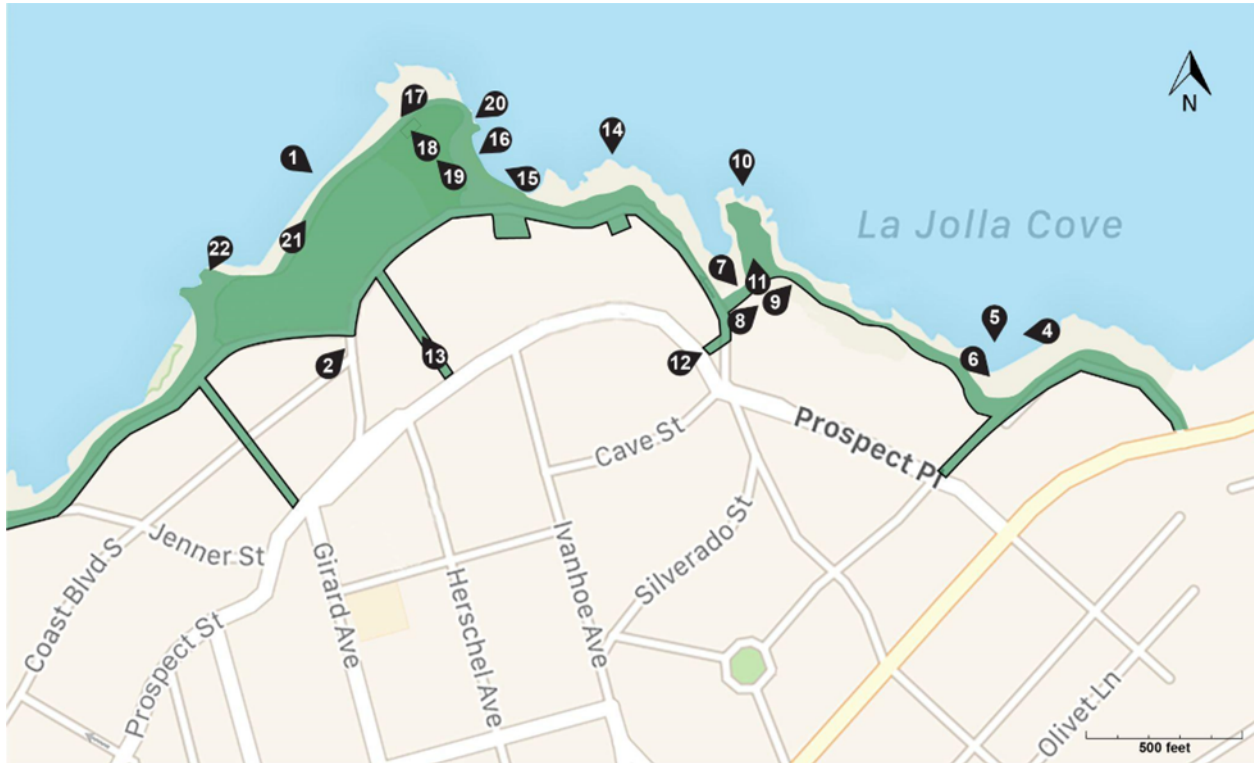 17
20
14
1
18
16
19
15
10
N
La Jolla Cove
21
22
7
11
9
8
5
4
2
13
12
6
Prospect Pl
Cave St
Jenner St
Coast Blvd S
Girard Ave
Herschel Ave
Ivanhoe Ave
Silverado St
Prospect St
Olivet Ln
500 feet